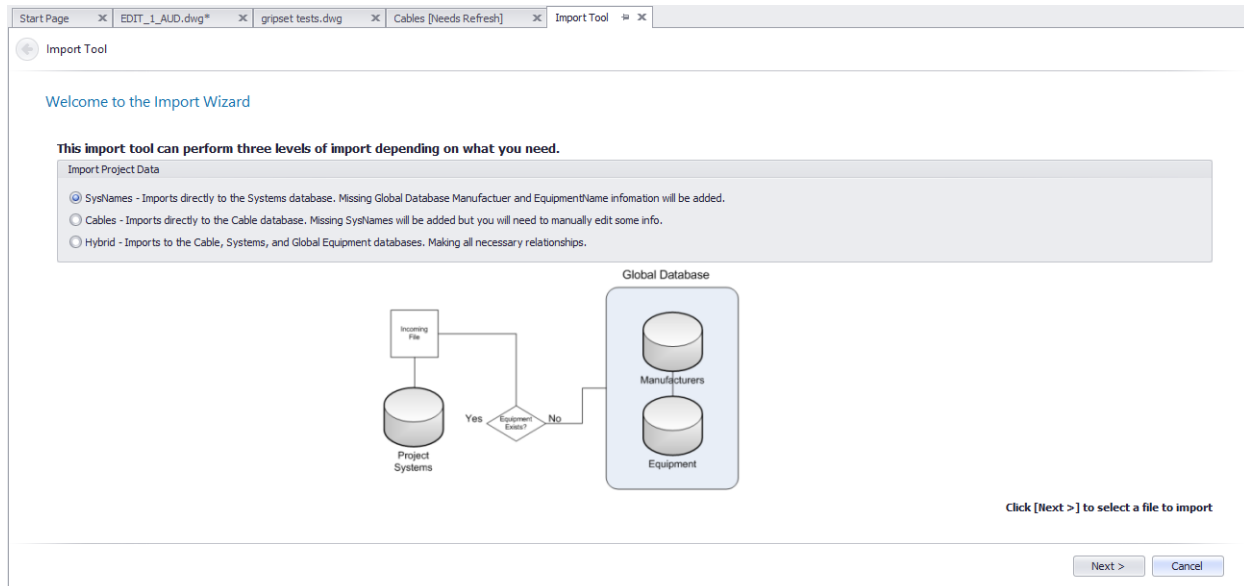 Start Page
EDIT_1_AUD.dwg*
gripset tests.dwg
Cables [Needs Refresh]
Import Tool
Import Tool
Welcome to the Import Wizard
This import tool can perform three levels of import depending on what you need.
Import Project Data
SysNames - Imports directly to the Systems database. Missing Global Database Manufactuer and EquipmentName infomation will be added.
Cables - Imports directly to the Cable database. Missing SysNames will be added but you will need to manually edit some info.
Hybrid - Imports to the Cable, Systems, and Global Equipment databases. Making all necessary relationships.
Global Database
Incoming
File
Manufacturers
Yes
Equipment
Exists?
No
Project
Systems
Equipment
Click [Next >] to select a file to import
Next >
Cancel